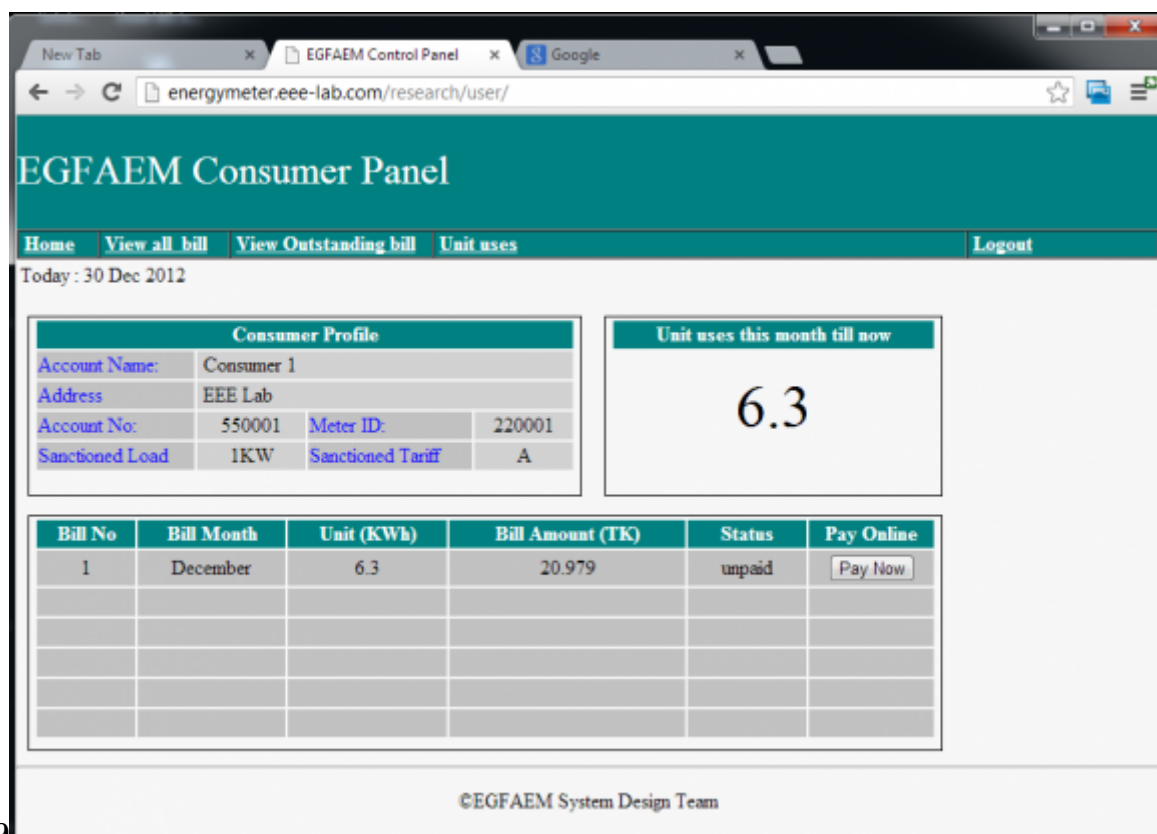 New Tab EGFAEM Control Panel Google
energymeter.eee-lab.com/research/user/
EGFAEM Consumer Panel
Home View all_bill View Outstanding bill Unit uses Logout
Today : 30 Dec 2012
Consumer Profile
Account Name: Consumer 1
Address EEE Lab
Account No: 550001 Meter ID: 220001
Sanctioned Load 1KW Sanctioned Tariff A
Unit uses this month till now
6.3
Bill No Bill Month Unit (KWh) Bill Amount (TK) Status Pay Online
1 December 6.3 20.979 unpaid Pay Now
©EGFAEM System Design Team